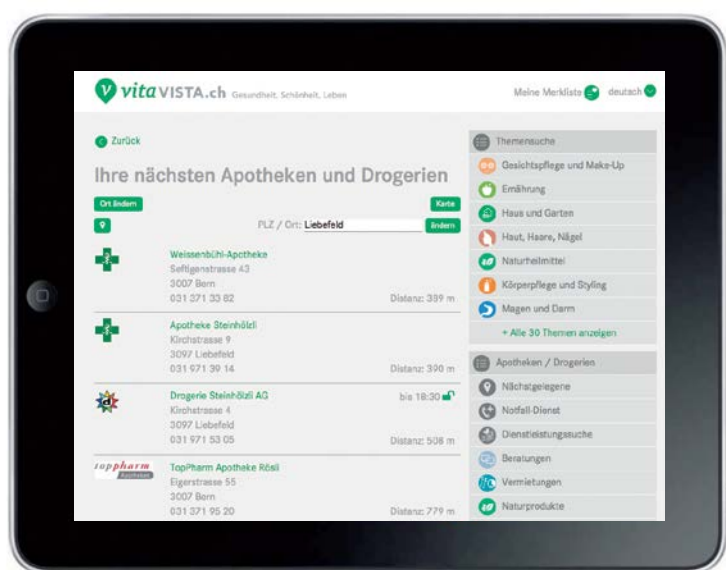 vitaVISTA.ch Gesundheit, Schönheit, Leben
Meine Merkliste
deutsch
Zurück
Ihre nächsten Apotheken und Drogerien
Ort ändern
Karte
PLZ / Ort: Liebefeld
ändern
Weissenbühl-Apotheke
Seftigenstrasse 43
3007 Bern
031 371 33 82
Distanz: 389 m
Apotheke Steinhölzli
Kirchstrasse 9
3097 Liebefeld
031 971 39 14
Distanz: 390 m
Drogerie Steinhölzli AG
bis 18:30
Kirchstrasse 4
3097 Liebefeld
031 971 53 05
Distanz: 508 m
toppharm
Apotheken
TopPharm Apotheke Rösli
Eigerstrasse 55
3007 Bern
031 371 95 20
Distanz: 779 m
Themensuche
Gesichtspflege und Make-Up
Ernährung
Haus und Garten
Haut, Haare, Nägel
Naturheilmittel
Körperpflege und Styling
Magen und Darm
+ Alle 30 Themen anzeigen
Apotheken / Drogerien
Nächstgelegene
Notfall-Dienst
Dienstleistungssuche
Beratungen
Vermietungen
Naturprodukte